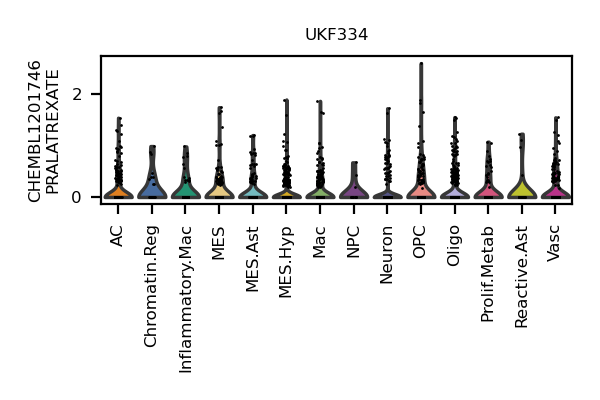 UKF334
CHEMBL1201746
PRALATREXATE
2
0
AC
Chromatin.Reg
Inflammatory.Mac
MES
MES.Ast
MES.Hyp
Mac
NPC
Neuron
OPC
Oligo
Prolif.Metab
Reactive.Ast
Vasc